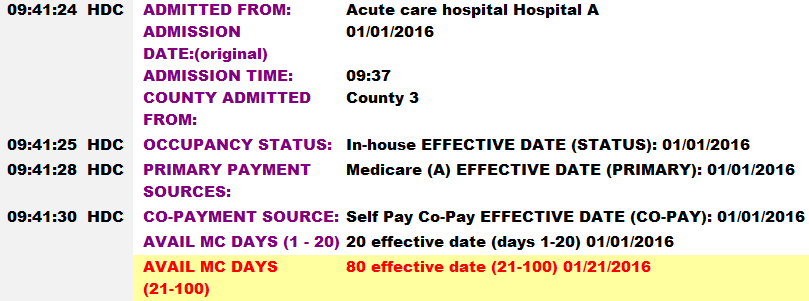 09:41:24 HDC ADMITTED FROM: Acute care hospital Hospital A
ADMISSION 01/01/2016
DATE:(original)
ADMISSION TIME: 09:37
COUNTY ADMITTED County 3
FROM:
09:41:25 HDC OCCUPANCY STATUS: In-house EFFECTIVE DATE (STATUS): 01/01/2016
09:41:28 HDC PRIMARY PAYMENT Medicare (A) EFFECTIVE DATE (PRIMARY): 01/01/2016
SOURCES:
09:41:30 HDC CO-PAYMENT SOURCE: Self Pay Co-Pay EFFECTIVE DATE (CO-PAY): 01/01/2016
AVAIL MC DAYS (1 - 20) 20 effective date (days 1-20) 01/01/2016
AVAIL MC DAYS 80 effective date (21-100) 01/21/2016
(21-100)